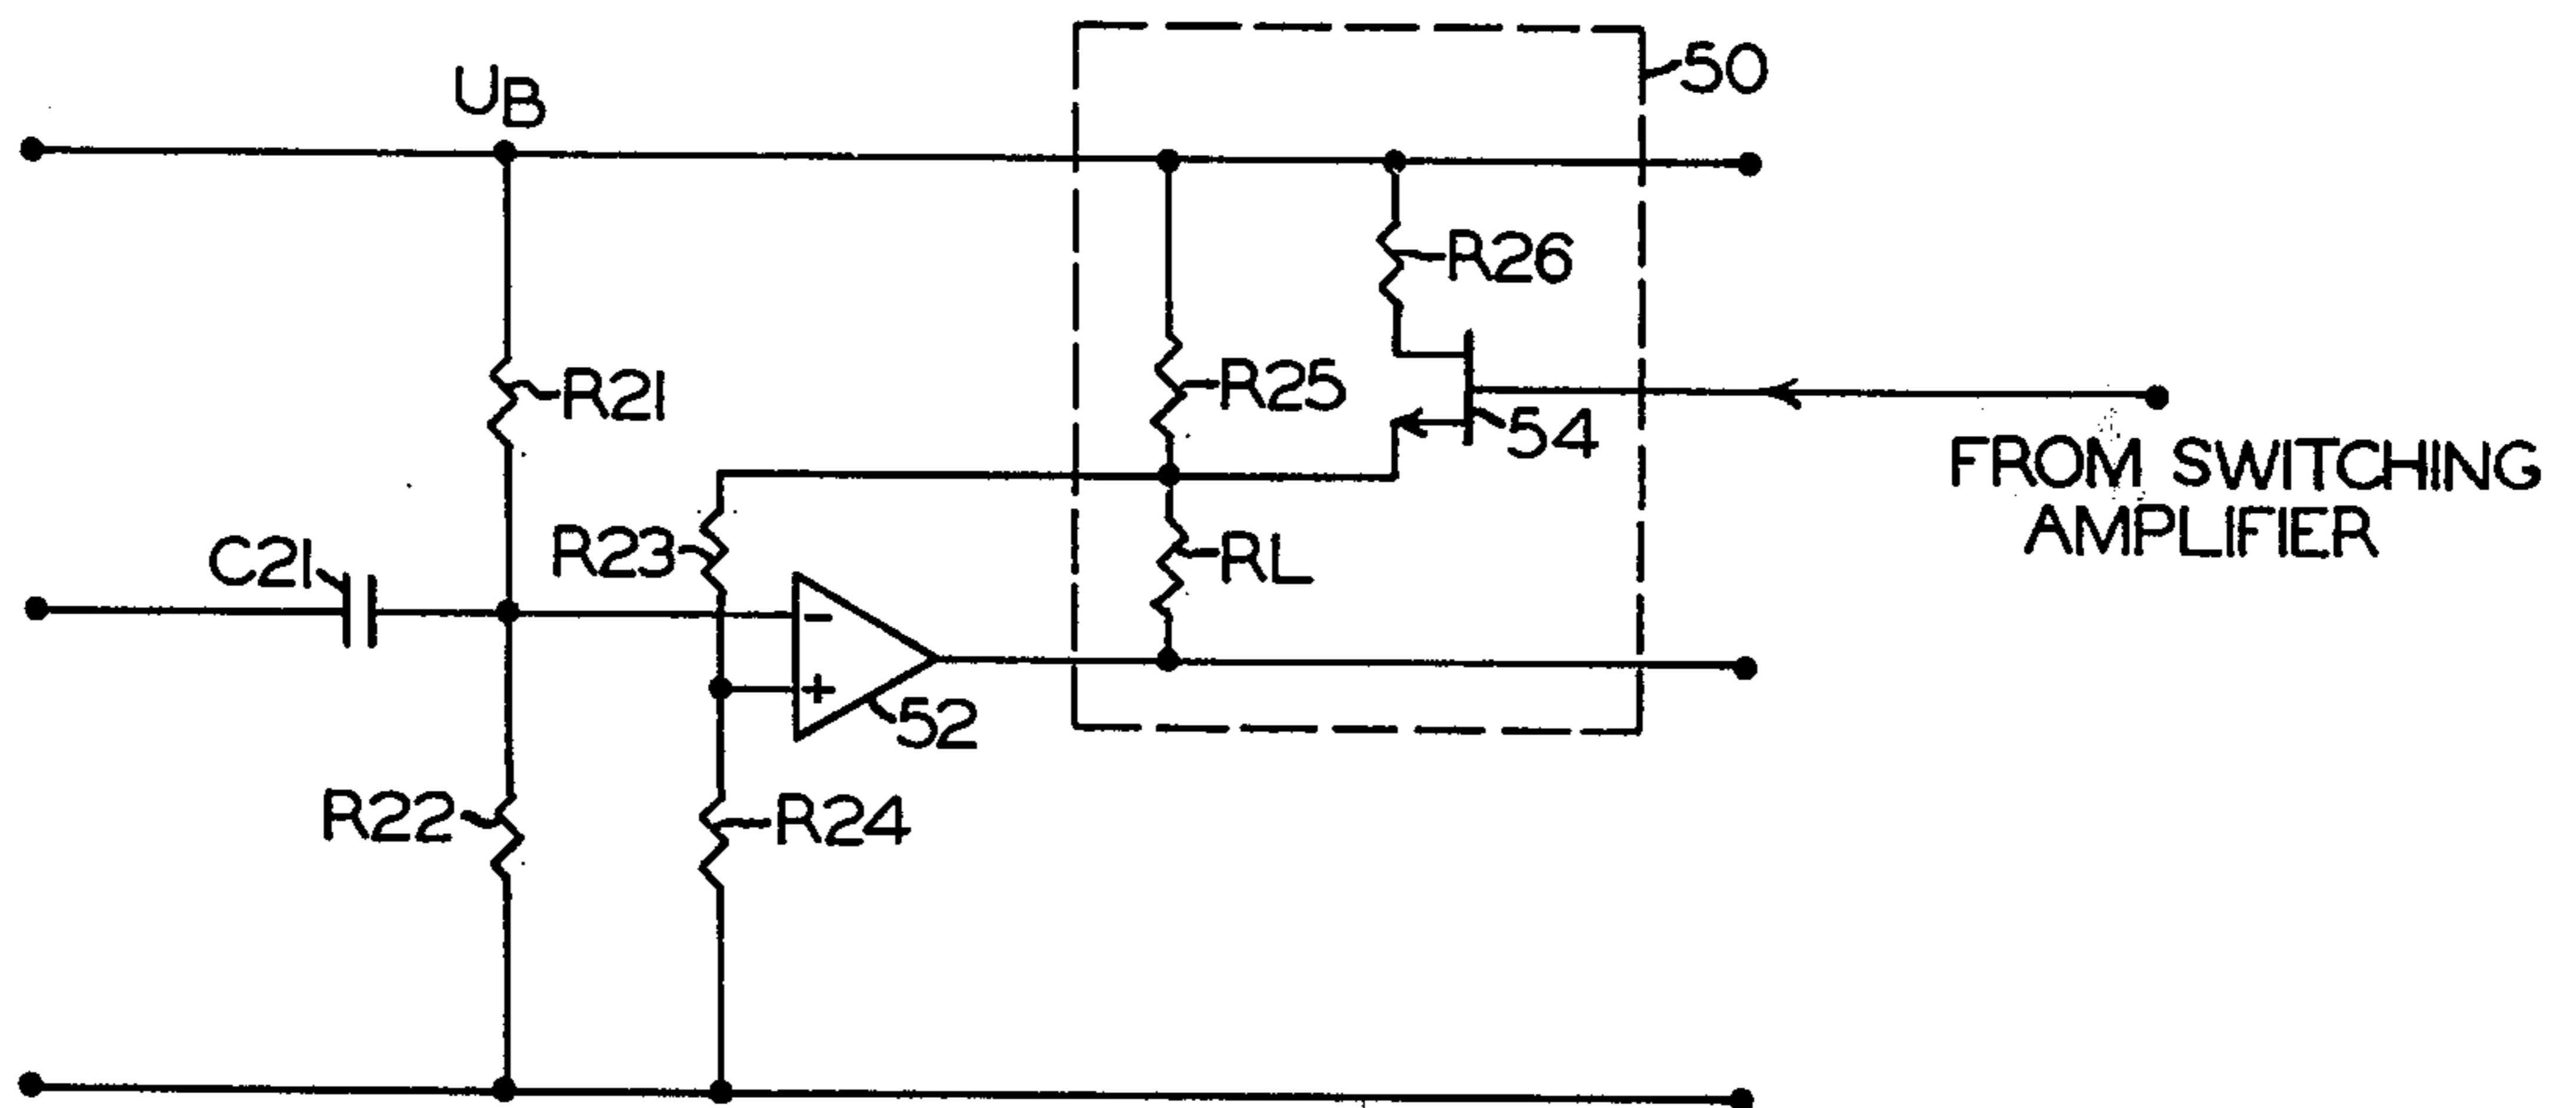 50
UB
R26
R25
R21
54
FROM SWITCHING
AMPLIFIER
C21
R23
RL
-
+
52
R22
R24